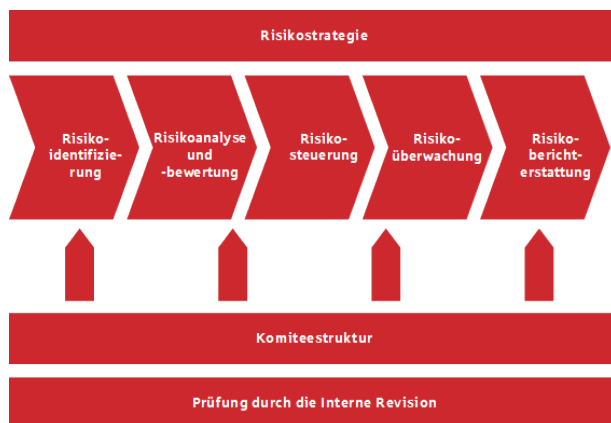 Risikostrategie
Risiko-
identifizie-
rung
Risikoanalyse
und
-bewertung
Risiko-
steuerung
Risiko-
überwachung
Risiko-
bericht-
erstattung
Komiteestruktur
Prüfung durch die Interne Revision